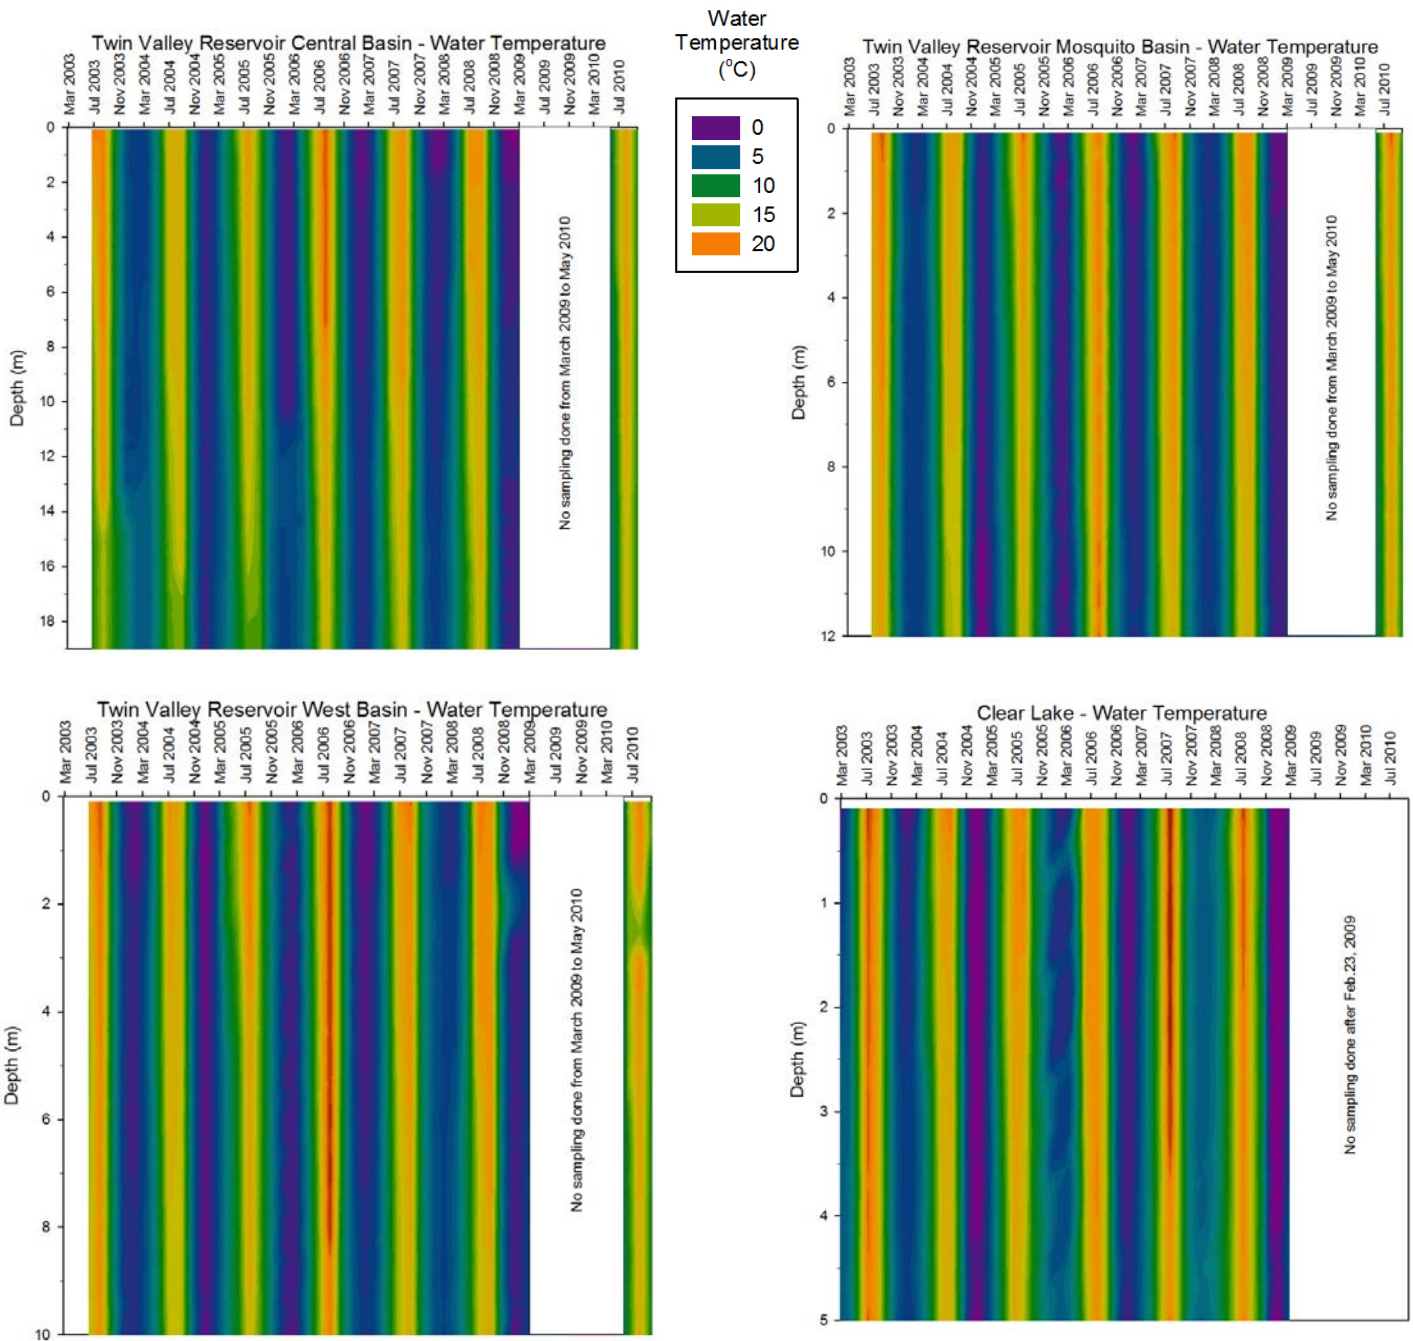 Water
Temperature
(°C)
0
5
10
15
20
Twin Valley Reservoir Central Basin - Water Temperature
Mar 2003
Jul 2003
Nov 2003
Mar 2004
Jul 2004
Nov 2004
Mar 2005
Jul 2005
Nov 2005
Mar 2006
Jul 2006
Nov 2006
Mar 2007
Jul 2007
Nov 2007
Mar 2008
Jul 2008
Nov 2008
Mar 2009
Jul 2009
Nov 2009
Mar 2010
Jul 2010
0
2
4
6
8
10
12
14
16
18
Depth (m)
No sampling done from March 2009 to May 2010
Twin Valley Reservoir Mosquito Basin - Water Temperature
Mar 2003
Jul 2003
Nov 2003
Mar 2004
Jul 2004
Nov 2004
Mar 2005
Jul 2005
Nov 2005
Mar 2006
Jul 2006
Nov 2006
Mar 2007
Jul 2007
Nov 2007
Mar 2008
Jul 2008
Nov 2008
Mar 2009
Jul 2009
Nov 2009
Mar 2010
Jul 2010
0
2
4
6
8
10
12
Depth (m)
No sampling done from March 2009 to May 2010
Twin Valley Reservoir West Basin - Water Temperature
Mar 2003
Jul 2003
Nov 2003
Mar 2004
Jul 2004
Nov 2004
Mar 2005
Jul 2005
Nov 2005
Mar 2006
Jul 2006
Nov 2006
Mar 2007
Jul 2007
Nov 2007
Mar 2008
Jul 2008
Nov 2008
Mar 2009
Jul 2009
Nov 2009
Mar 2010
Jul 2010
0
2
4
6
8
10
Depth (m)
No sampling done from March 2009 to May 2010
Clear Lake - Water Temperature
Mar 2003
Jul 2003
Nov 2003
Mar 2004
Jul 2004
Nov 2004
Mar 2005
Jul 2005
Nov 2005
Mar 2006
Jul 2006
Nov 2006
Mar 2007
Jul 2007
Nov 2007
Mar 2008
Jul 2008
Nov 2008
Mar 2009
Jul 2009
Nov 2009
Mar 2010
Jul 2010
0
1
2
3
4
5
Depth (m)
No sampling done after Feb.23, 2009